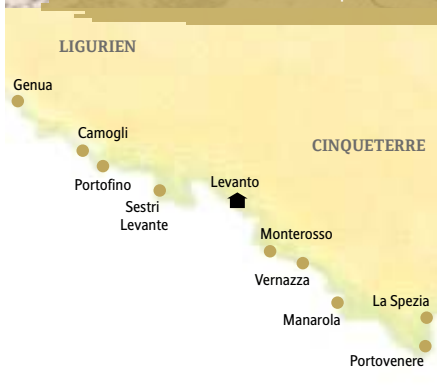 LIGURIEN
Genua
Camogli
CINQUETERRE
Portofino
Levanto
Sestri
Levante
Monterosso
Vernazza
La Spezia
Manarola
Portovenere